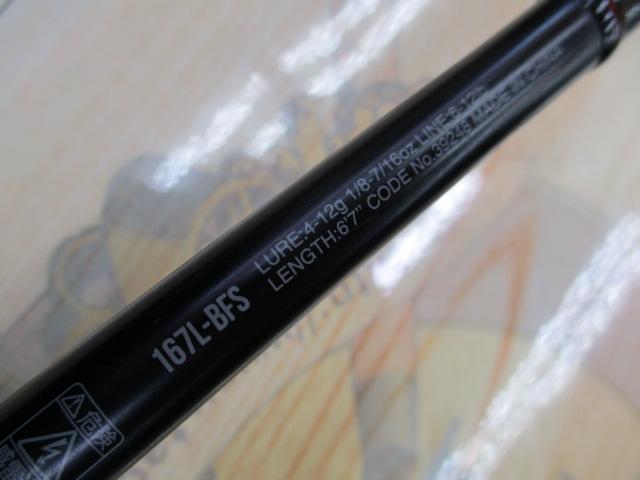 167L-BFS
LURE:4-12g 1/8-7/16oz LINE:6-12lb
LENGTH:6'7" CODE No.39246 MADE IN CHINA
危険